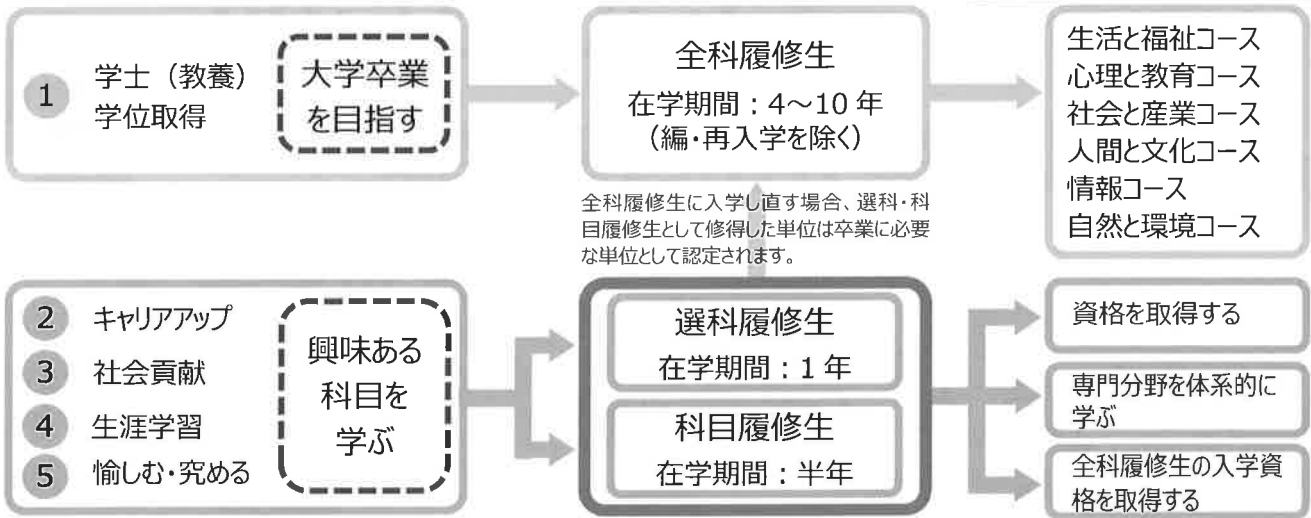 1
学士（教養）
学位取得
大学卒業
を目指す
全科履修生
在学期間：4～10 年
（編・再入学を除く）
生活と福祉コース
心理と教育コース
社会と産業コース
人間と文化コース
情報コース
自然と環境コース
全科履修生に入学し直す場合、選科・科
目履修生として修得した単位は卒業に必要
な単位として認定されます。
2 キャリアアップ
3 社会貢献
4 生涯学習
5 愉しむ・究める
興味ある
科目を
学ぶ
選科履修生
在学期間：1 年
科目履修生
在学期間：半年
資格を取得する
専門分野を体系的に
学ぶ
全科履修生の入学資
格を取得する